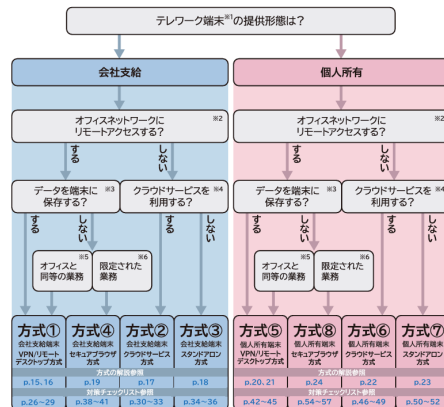 テレワーク端末※1の提供形態は？
会社支給
個人所有
※2
オフィスネットワークに
リモートアクセスする？
※2
オフィスネットワークに
リモートアクセスする？
する
しない
する
しない
※3
データを端末に
保存する？
※4
クラウドサービスを
利用する？
※3
データを端末に
保存する？
※4
クラウドサービスを
利用する？
する
しない
する
しない
する
しない
する
しない
※5
オフィスと
同等の業務
※6
限定された
業務
※5
オフィスと
同等の業務
※6
限定された
業務
方式①
会社支給端末
VPN/リモート
デスクトップ方式
方式④
会社支給端末
セキュアブラウザ
方式
方式②
会社支給端末
クラウドサービス
方式
方式③
会社支給端末
スタンドアロン
方式
方式⑤
個人所有端末
VPN/リモート
デスクトップ方式
方式⑧
個人所有端末
セキュアブラウザ
方式
方式⑥
個人所有端末
クラウドサービス
方式
方式⑦
個人所有端末
スタンドアロン
方式
方式の解説参照
方式の解説参照
p.15,16
p.19
p.17
p.18
p.20,21
p.24
p.22
p.23
対策チェックリスト参照
対策チェックリスト参照
p.26~29
p.38~41
p.30~33
p.34~36
p.42~45
p.54~57
p.46~49
p.50~52